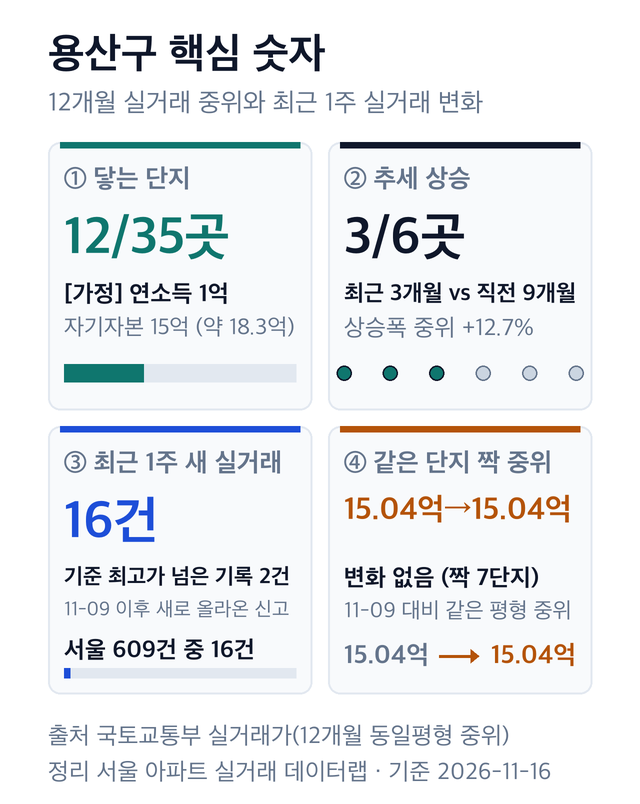 용산구 핵심 숫자
12개월 실거래 중위와 최근 1주 실거래 변화
① 닿는 단지
12/35곳
[가정] 연소득 1억
자기자본 15억 (약 18.3억)
② 추세 상승
3/6곳
최근 3개월 vs 직전 9개월
상승폭 중위 +12.7%
③ 최근 1주 새 실거래
16건
기준 최고가 넘은 기록 2건
11-09 이후 새로 올라온 신고
서울 609건 중 16건
④ 같은 단지 짝 중위
15.04억→15.04억
변화 없음 (짝 7단지)
11-09 대비 같은 평형 중위
15.04억 → 15.04억
출처 국토교통부 실거래가(12개월 동일평형 중위)
정리 서울 아파트 실거래 데이터랩 · 기준 2026-11-16